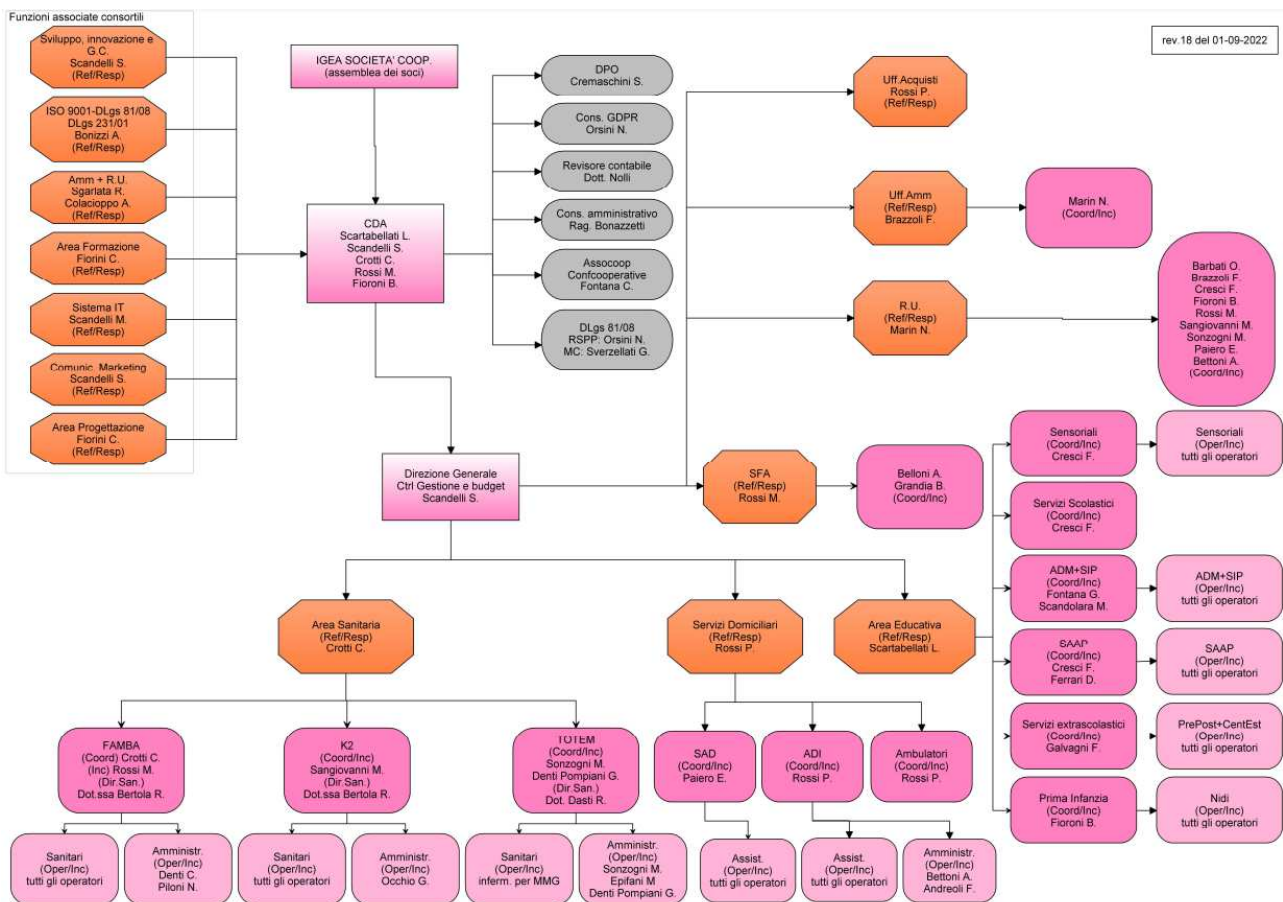 Funzioni associate consortili
Sviluppo, innovazione e
G.C.
Scandelli S.
(Ref/Resp)
ISO 9001-DLgs 81/08
DLgs 231/01
Bonizzi A.
(Ref/Resp)
Amm + R.U.
Sgarlata R.
Colacioppo A.
(Ref/Resp)
Area Formazione
Fiorini C.
(Ref/Resp)
Sistema IT
Scandelli M.
(Ref/Resp)
Comunic. Marketing
Scandelli S.
(Ref/Resp)
Area Progettazione
Fiorini C.
(Ref/Resp)
IGEA SOCIETA' COOP.
(assemblea dei soci)
CDA
Scartabellati L.
Scandelli S.
Crotti C.
Rossi M.
Fioroni B.
DPO
Cremaschini S.
Cons. GDPR
Orsini N.
Revisore contabile
Dott. Nolli
Cons. amministrativo
Rag. Bonazzetti
Assocoop
Confcooperative
Fontana C.
DLgs 81/08
RSPP: Orsini N.
MC: Sverzellati G.
rev.18 del 01-09-2022
Uff.Acquisti
Rossi P.
(Ref/Resp)
Uff.Amm
(Ref/Resp)
Brazzoli F.
Marin N.
(Coord/Inc)
R.U.
(Ref/Resp)
Marin N.
Barbati O.
Brazzoli F.
Cresci F.
Fioroni B.
Rossi M.
Sangiovanni M.
Sonzogni M.
Paiero E.
Bettoni A.
(Coord/Inc)
Direzione Generale
Ctrl Gestione e budget
Scandelli S.
SFA
(Ref/Resp)
Rossi M.
Belloni A.
Grandia B.
(Coord/Inc)
Sensoriali
(Coord/Inc)
Cresci F.
Sensoriali
(Oper/Inc)
tutti gli operatori
Servizi Scolastici
(Coord/Inc)
Cresci F.
ADM+SIP
(Coord/Inc)
Fontana G.
Scandolara M.
ADM+SIP
(Oper/Inc)
tutti gli operatori
SAAP
(Coord/Inc)
Cresci F.
Ferrari D.
SAAP
(Oper/Inc)
tutti gli operatori
Servizi extrascolastici
(Coord/Inc)
Galvagni F.
PrePost+CentEst
(Oper/Inc)
tutti gli operatori
Prima Infanzia
(Coord/Inc)
Fioroni B.
Nidi
(Oper/Inc)
tutti gli operatori
Area Sanitaria
(Ref/Resp)
Crotti C.
Servizi Domiciliari
(Ref/Resp)
Rossi P.
Area Educativa
(Ref/Resp)
Scartabellati L.
FAMBA
(Coord) Crotti C.
(Inc) Rossi M.
(Dir.San.)
Dot.ssa Bertola R.
K2
(Coord/Inc)
Sangiovanni M.
(Dir.San.)
Dot.ssa Bertola R.
TOTEM
(Coord/Inc)
Sonzogni M.
Denti Pompiani G.
(Dir.San.)
Dot. Dasti R.
SAD
(Coord/Inc)
Paiero E.
ADI
(Coord/Inc)
Rossi P.
Ambulatori
(Coord/Inc)
Rossi P.
Sanitari
(Oper/Inc)
tutti gli operatori
Amministr.
(Oper/Inc)
Denti C.
Piloni N.
Sanitari
(Oper/Inc)
tutti gli operatori
Amministr.
(Oper/Inc)
Occhio G.
Sanitari
(Oper/Inc)
inferm. per MMG
Amministr.
(Oper/Inc)
Sonzogni M.
Epifani M
Denti Pompiani G.
Assist.
(Oper/Inc)
tutti gli operatori
Assist.
(Oper/Inc)
tutti gli operatori
Amministr.
(Oper/Inc)
Bettoni A.
Andreoli F.